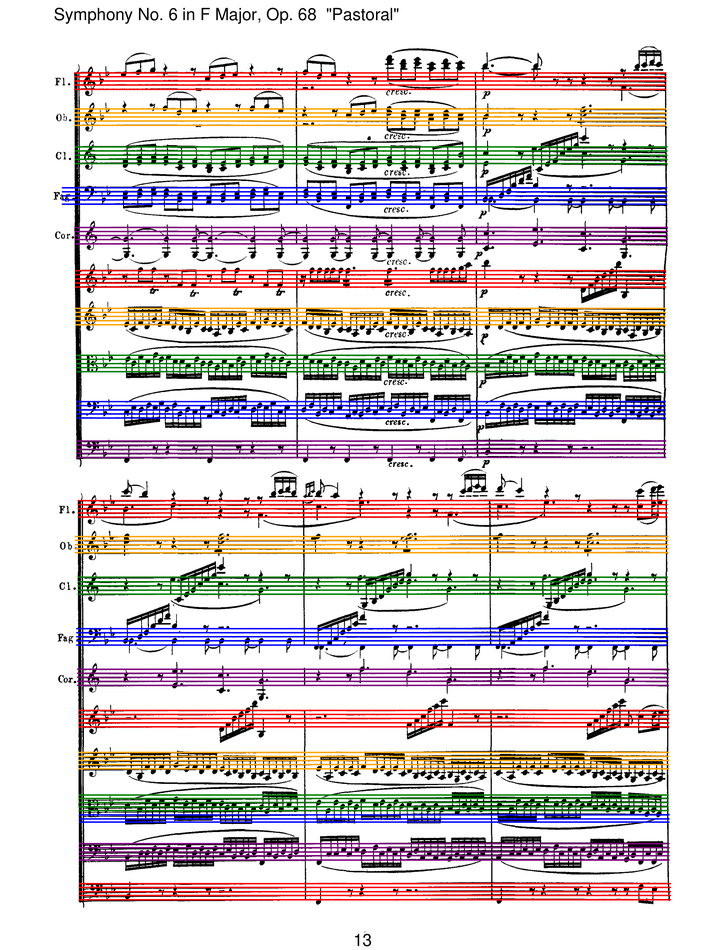 Symphony No. 6 in F Major, Op. 68 "Pastoral"
Fl.
cresc.
p
Ob.
cresc.
p
Cl.
cresc.
p
Fag.
cresc.
p
Cor.
cresc.
p
tr tr tr tr
cresc.
p
cresc.
p
cresc.
p
cresc.
p
cresc.
p
Fl.
Ob
Cl.
Fag
Cor.
13